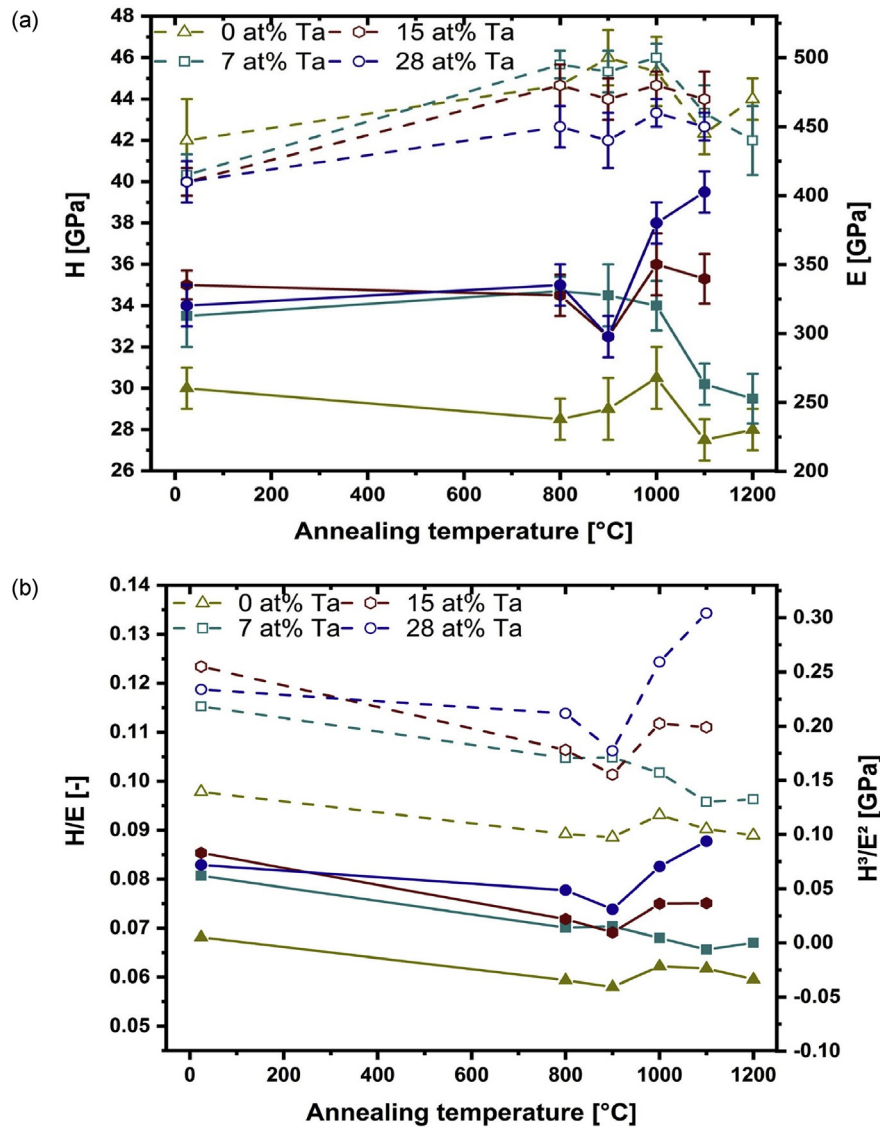 (a)
0 at% Ta 15 at% Ta
7 at% Ta 28 at% Ta
H [GPa]
46
44
42
40
38
36
34
32
30
28
26
E [GPa]
500
450
400
350
300
250
200
0 200 400 600 800 1000 1200
Annealing temperature [°C]
(b)
0 at% Ta 15 at% Ta
7 at% Ta 28 at% Ta
H/E [-]
0.14
0.13
0.12
0.11
0.10
0.09
0.08
0.07
0.06
0.05
H³/E² [GPa]
0.30
0.25
0.20
0.15
0.10
0.05
0.00
-0.05
-0.10
0 200 400 600 800 1000 1200
Annealing temperature [°C]